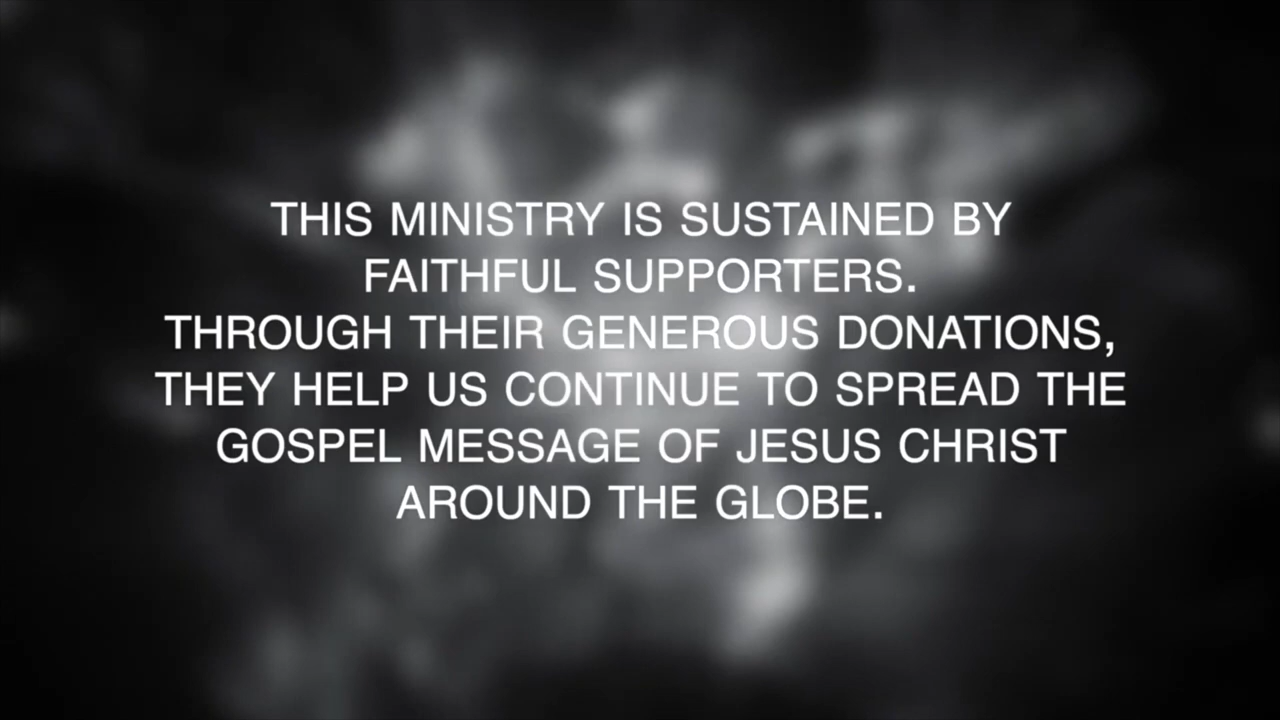 THIS MINISTRY IS SUSTAINED BY
FAITHFUL SUPPORTERS.
THROUGH THEIR GENEROUS DONATIONS,
THEY HELP US CONTINUE TO SPREAD THE
GOSPEL MESSAGE OF JESUS CHRIST
AROUND THE GLOBE.